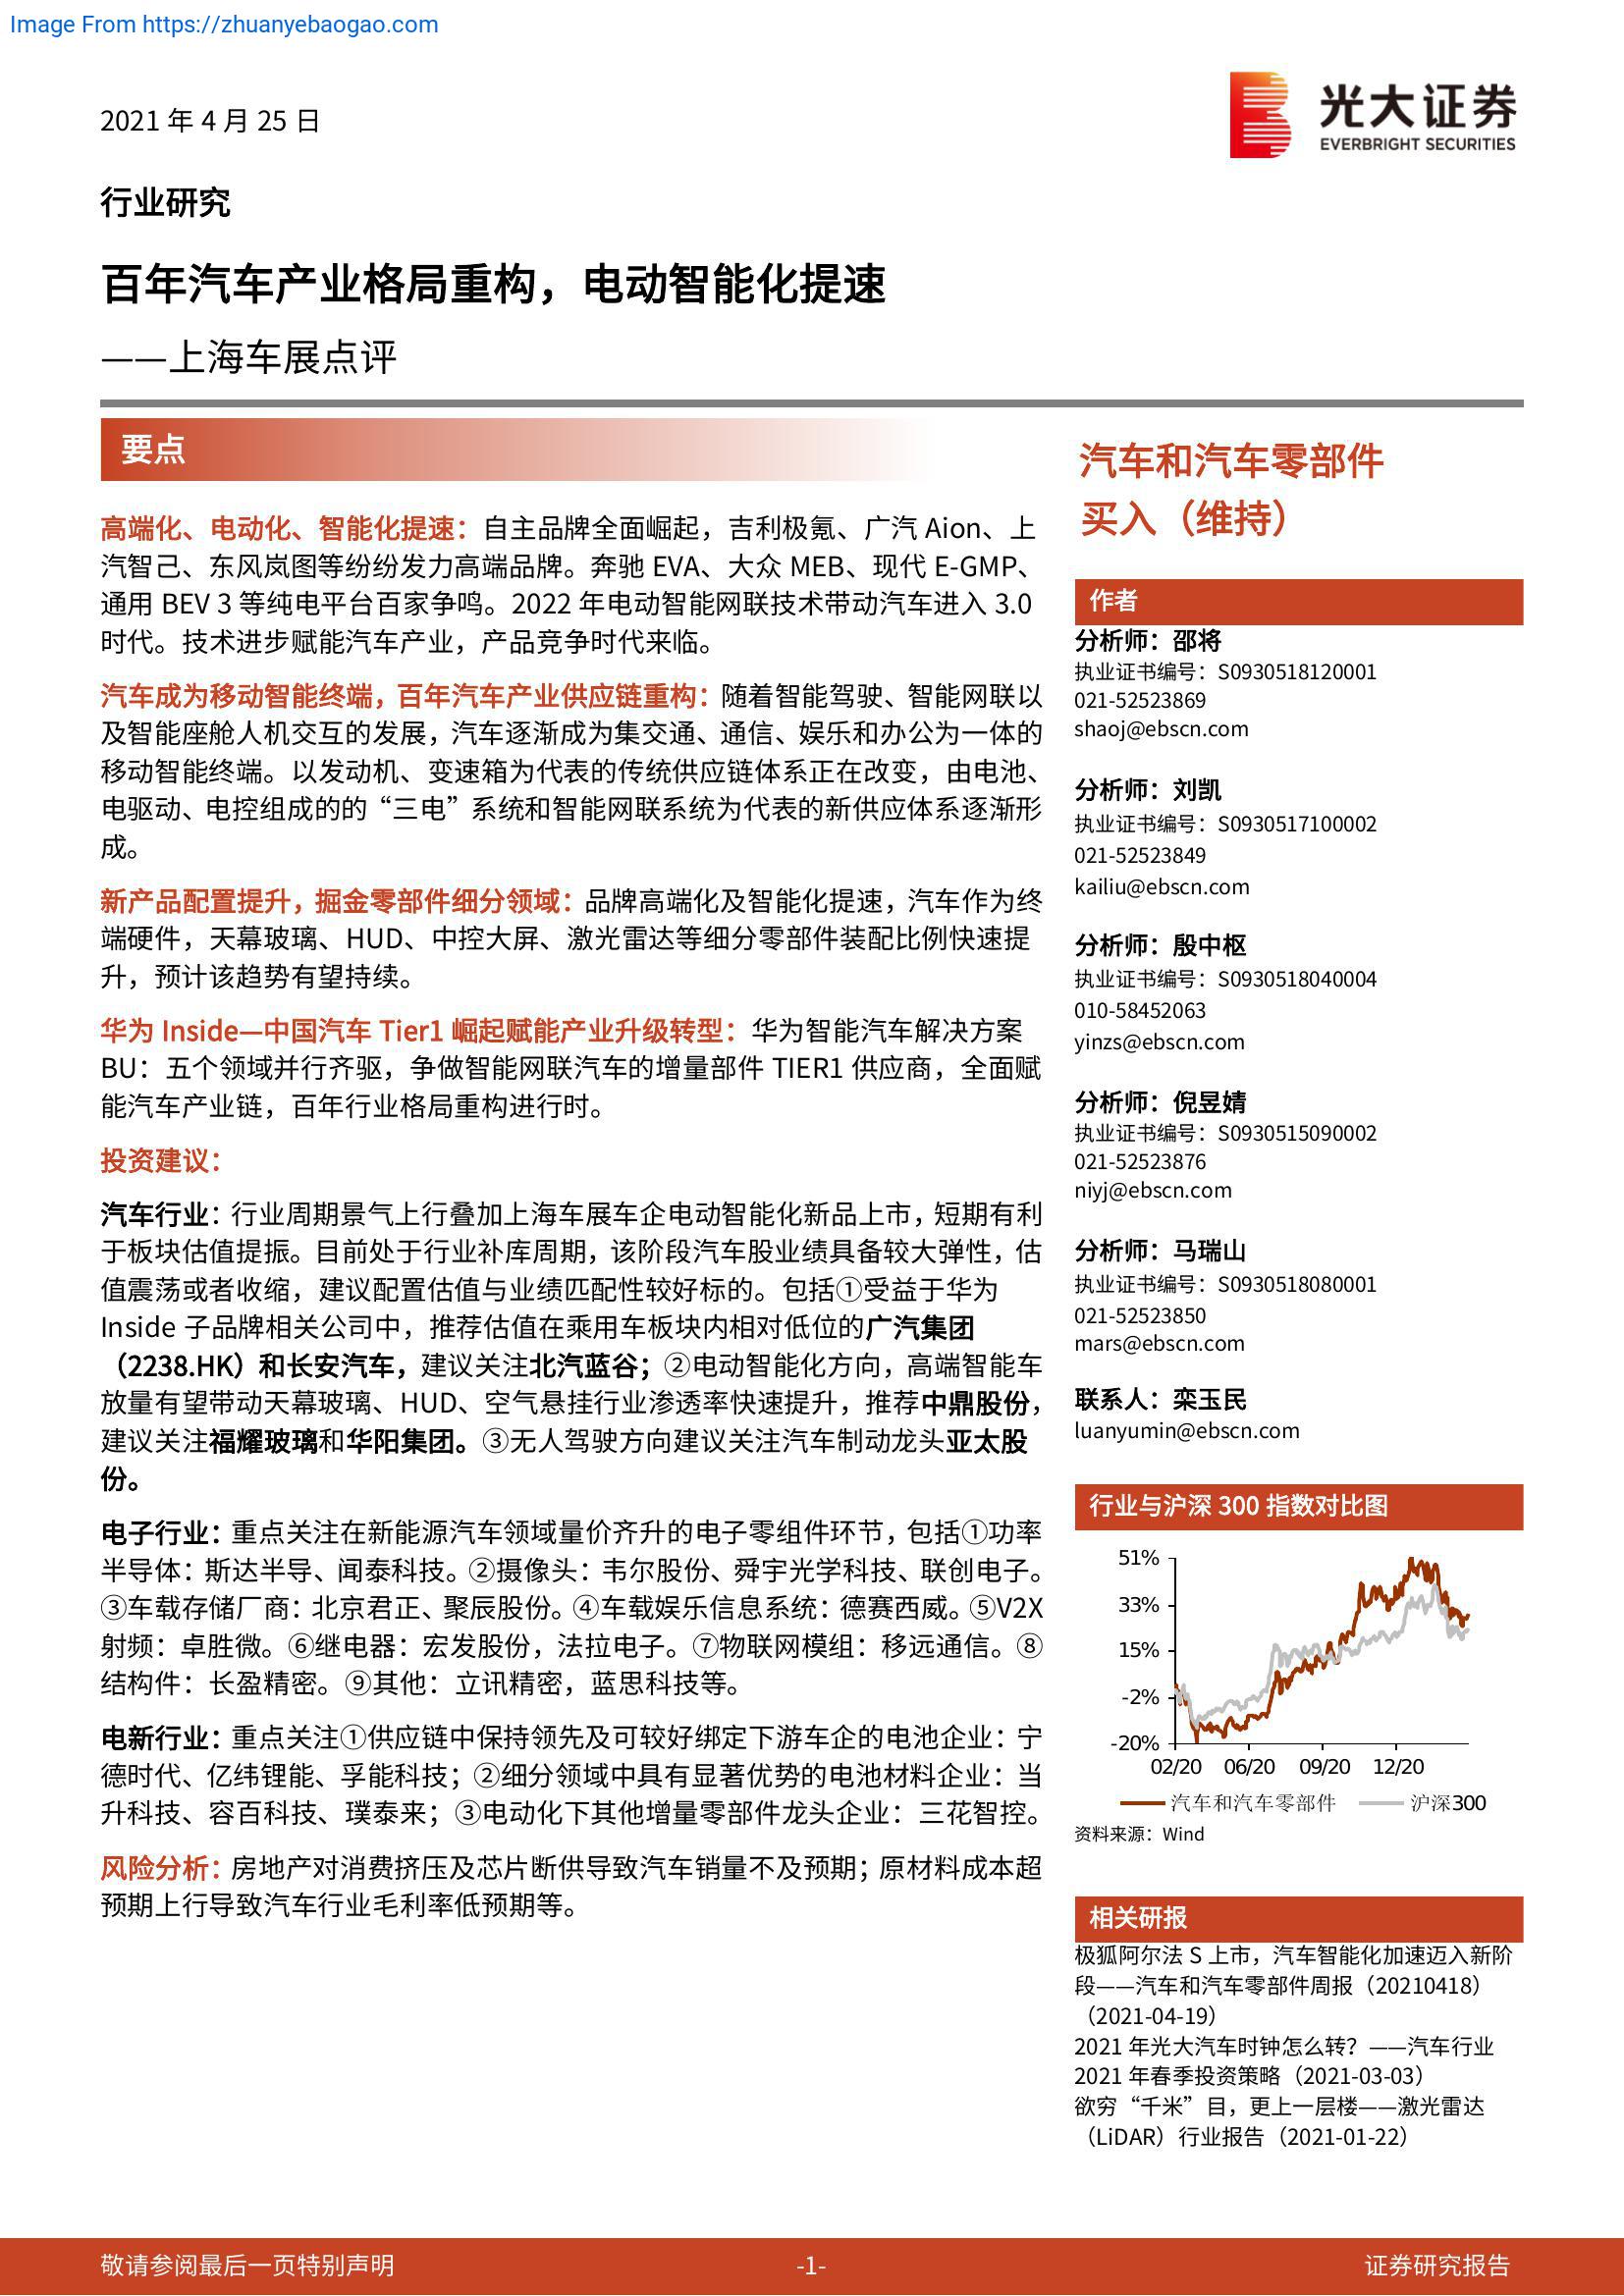 Image From https://zhuanyebaogao.com
2021 年 4 月 25 日
光大证券
EVERBRIGHT SECURITIES
行业研究
百年汽车产业格局重构，电动智能化提速
——上海车展点评
要点
高端化、电动化、智能化提速：自主品牌全面崛起，吉利极氪、广汽 Aion、上
汽智己、东风岚图等纷纷发力高端品牌。奔驰 EVA、大众 MEB、现代 E-GMP、
通用 BEV 3 等纯电平台百家争鸣。2022 年电动智能网联技术带动汽车进入 3.0
时代。技术进步赋能汽车产业，产品竞争时代来临。
汽车成为移动智能终端，百年汽车产业供应链重构：随着智能驾驶、智能网联以
及智能座舱人机交互的发展，汽车逐渐成为集交通、通信、娱乐和办公为一体的
移动智能终端。以发动机、变速箱为代表的传统供应链体系正在改变，由电池、
电驱动、电控组成的的“三电”系统和智能网联系统为代表的新供应体系逐渐形
成。
新产品配置提升，掘金零部件细分领域：品牌高端化及智能化提速，汽车作为终
端硬件，天幕玻璃、HUD、中控大屏、激光雷达等细分零部件装配比例快速提
升，预计该趋势有望持续。
华为 Inside—中国汽车 Tier1 崛起赋能产业升级转型：华为智能汽车解决方案
BU：五个领域并行齐驱，争做智能网联汽车的增量部件 TIER1 供应商，全面赋
能汽车产业链，百年行业格局重构进行时。
投资建议：
汽车行业：行业周期景气上行叠加上海车展车企电动智能化新品上市，短期有利
于板块估值提振。目前处于行业补库周期，该阶段汽车股业绩具备较大弹性，估
值震荡或者收缩，建议配置估值与业绩匹配性较好标的。包括①受益于华为
Inside 子品牌相关公司中，推荐估值在乘用车板块内相对低位的广汽集团
（2238.HK）和长安汽车，建议关注北汽蓝谷；②电动智能化方向，高端智能车
放量有望带动天幕玻璃、HUD、空气悬挂行业渗透率快速提升，推荐中鼎股份，
建议关注福耀玻璃和华阳集团。③无人驾驶方向建议关注汽车制动龙头亚太股
份。
电子行业：重点关注在新能源汽车领域量价齐升的电子零组件环节，包括①功率
半导体：斯达半导、闻泰科技。②摄像头：韦尔股份、舜宇光学科技、联创电子。
③车载存储厂商：北京君正、聚辰股份。④车载娱乐信息系统：德赛西威。⑤V2X
射频：卓胜微。⑥继电器：宏发股份，法拉电子。⑦物联网模组：移远通信。⑧
结构件：长盈精密。⑨其他：立讯精密，蓝思科技等。
电新行业：重点关注①供应链中保持领先及可较好绑定下游车企的电池企业：宁
德时代、亿纬锂能、孚能科技；②细分领域中具有显著优势的电池材料企业：当
升科技、容百科技、璞泰来；③电动化下其他增量零部件龙头企业：三花智控。
风险分析：房地产对消费挤压及芯片断供导致汽车销量不及预期；原材料成本超
预期上行导致汽车行业毛利率低预期等。
汽车和汽车零部件
买入（维持）
作者
分析师：邵将
执业证书编号：S0930518120001
021-52523869
shaoj@ebscn.com
分析师：刘凯
执业证书编号：S0930517100002
021-52523849
kailiu@ebscn.com
分析师：殷中枢
执业证书编号：S0930518040004
010-58452063
yinzs@ebscn.com
分析师：倪昱婧
执业证书编号：S0930515090002
021-52523876
niyj@ebscn.com
分析师：马瑞山
执业证书编号：S0930518080001
021-52523850
mars@ebscn.com
联系人：栾玉民
luanyumin@ebscn.com
行业与沪深 300 指数对比图
51%
33%
15%
-2%
-20%
02/20 06/20 09/20 12/20
汽车和汽车零部件 沪深300
资料来源：Wind
相关研报
极狐阿尔法 S 上市，汽车智能化加速迈入新阶
段——汽车和汽车零部件周报（20210418）
（2021-04-19）
2021 年光大汽车时钟怎么转？——汽车行业
2021 年春季投资策略（2021-03-03）
欲穷“千米”目，更上一层楼——激光雷达
（LiDAR）行业报告（2021-01-22）
敬请参阅最后一页特别声明
-1-
证券研究报告